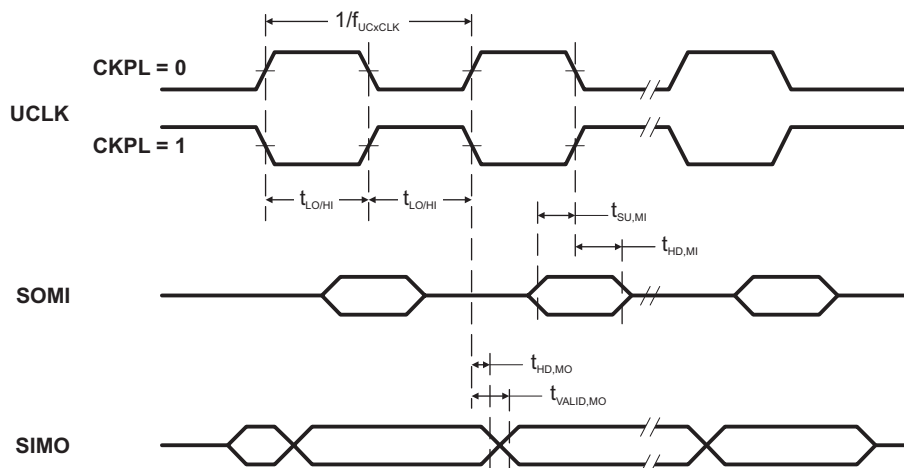 1/fUCxCLK
CKPL = 0
UCLK
CKPL = 1
tLO/HI tLO/HI
tSU,MI
tHD,MI
SOMI
tHD,MO
tVALID,MO
SIMO